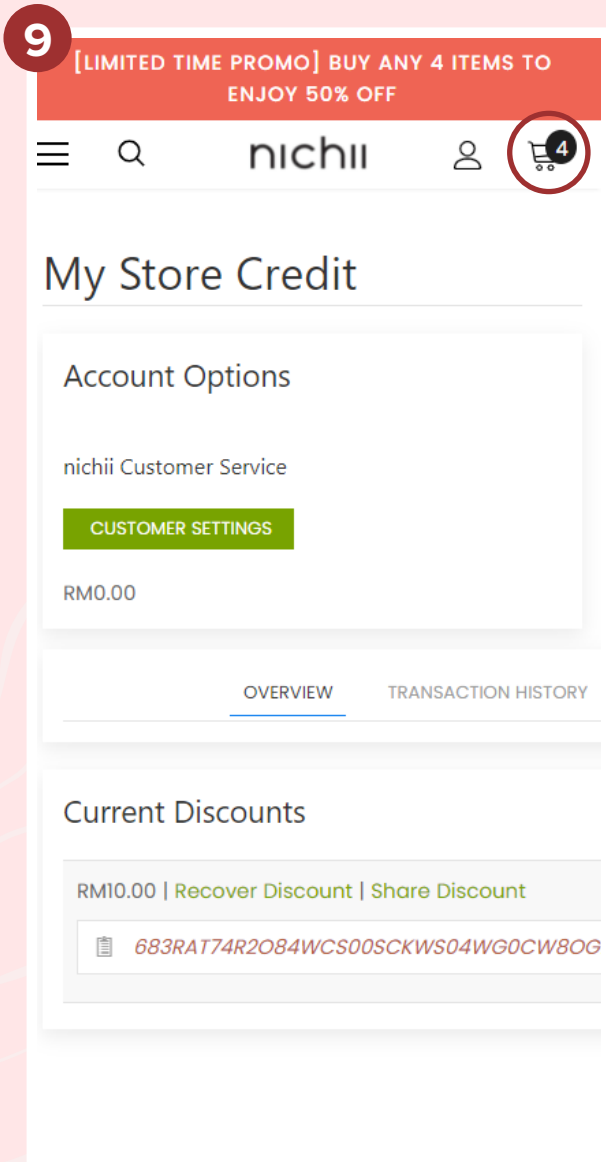 9
[LIMITED TIME PROMO] BUY ANY 4 ITEMS TO
ENJOY 50% OFF
nichii
4
My Store Credit
Account Options
nichii Customer Service
CUSTOMER SETTINGS
RM0.00
OVERVIEW TRANSACTION HISTORY
Current Discounts
RM10.00 | Recover Discount | Share Discount
683RAT74R2O84WCS00SCKWS04WG0CW8OG